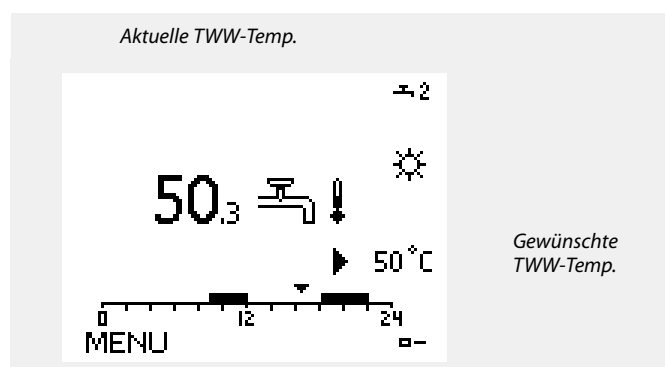 Aktuelle TWW-Temp.
2
50.3
50°C
Gewünschte
TWW-Temp.
0 12 24
MENU